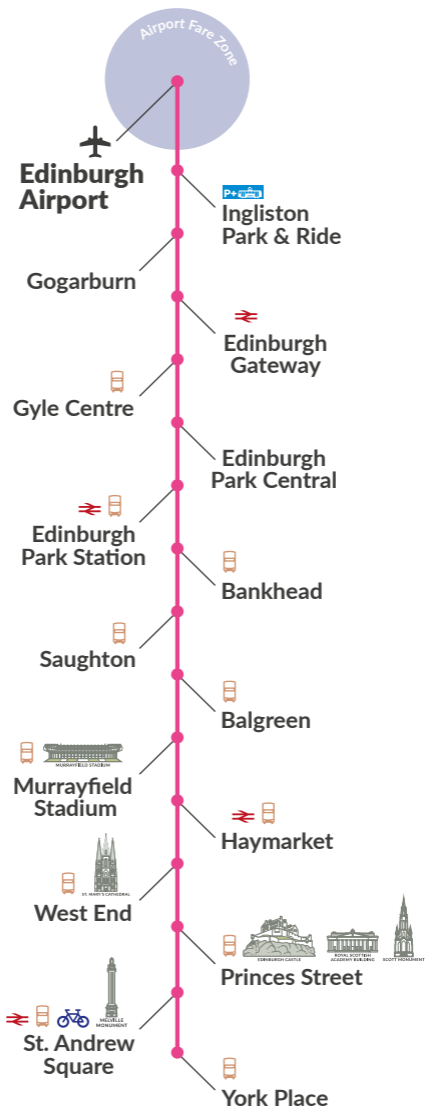 Airport Fare Zone
Edinburgh
Airport
P+
Ingliston
Park & Ride
Gogarburn
Edinburgh
Gateway
Gyle Centre
Edinburgh
Park Central
Edinburgh
Park Station
Bankhead
Saughton
Balgreen
MURRAYFIELD STADIUM
Murrayfield
Stadium
Haymarket
ST. MARY'S CATHEDRAL
West End
EDINBURGH CASTLE
ROYAL SCOTTISH
ACADEMY BUILDING
SCOTT MONUMENT
Princes Street
MELVILLE
MONUMENT
St. Andrew
Square
York Place